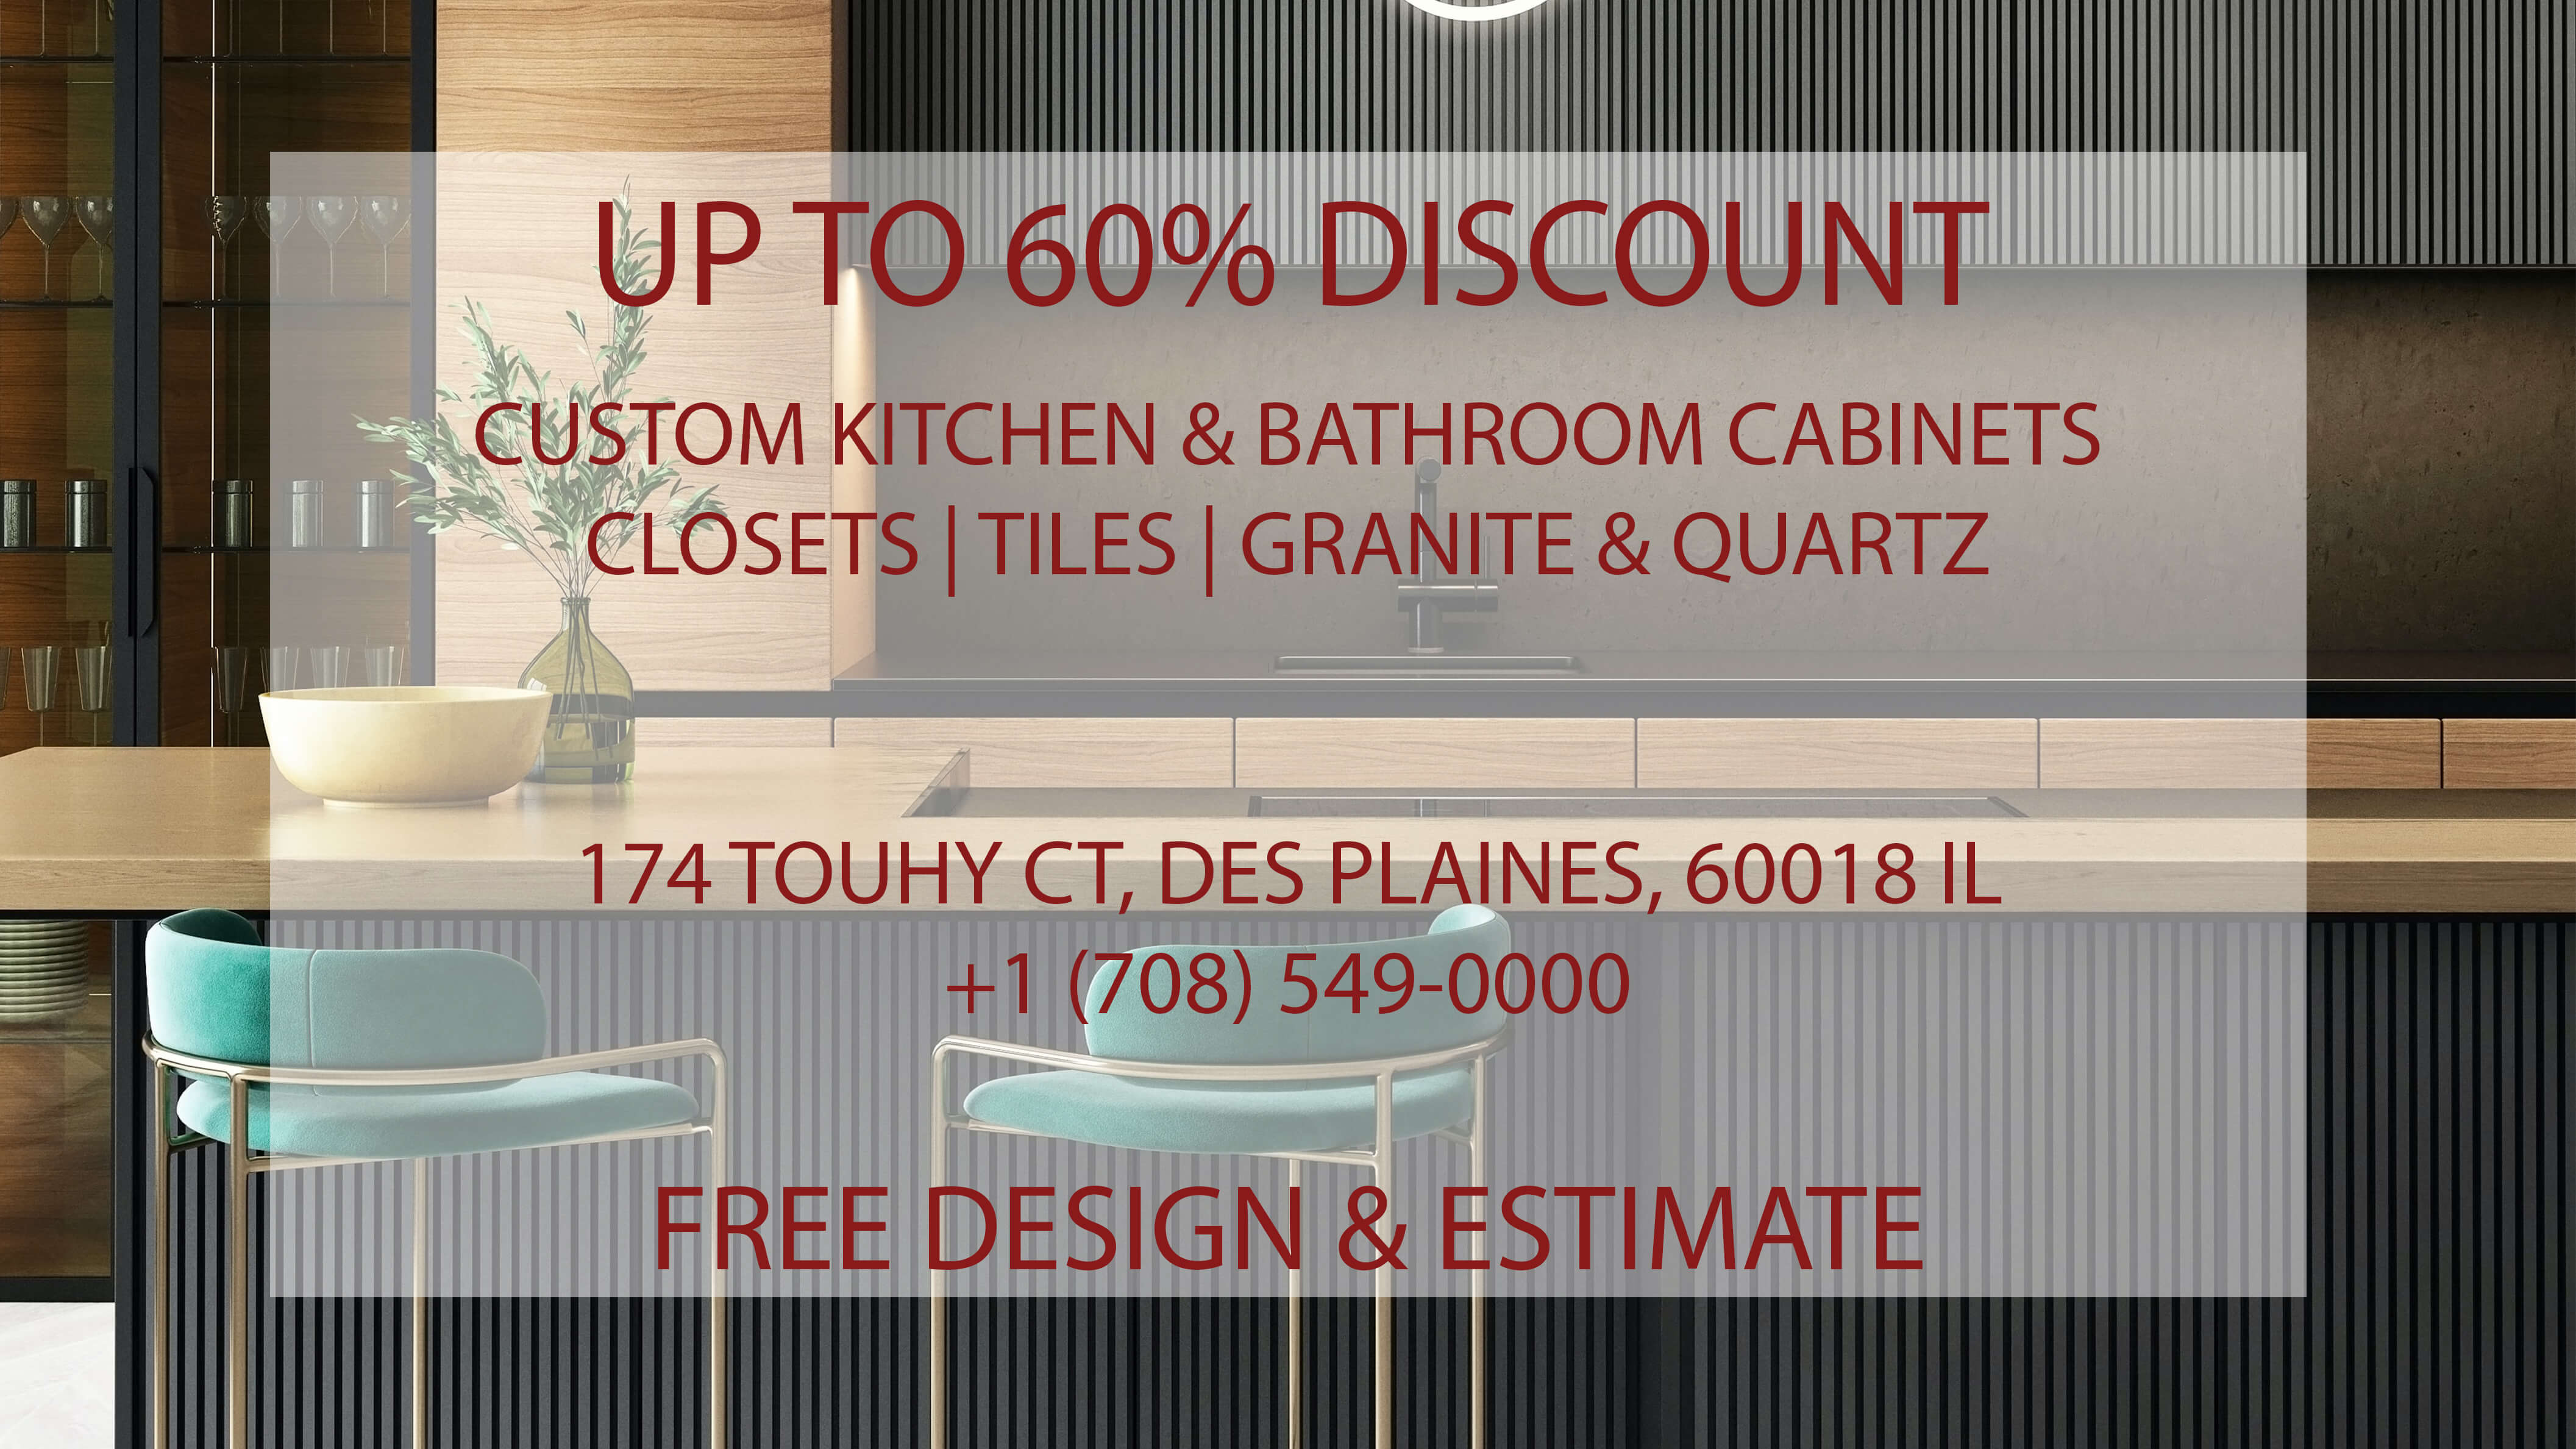 UP TO 60% DISCOUNT
CUSTOM KITCHEN & BATHROOM CABINETS
CLOSETS | TILES | GRANITE & QUARTZ
174 TOUHY CT, DES PLAINES, 60018 IL
+1 (708) 549-0000
FREE DESIGN & ESTIMATE